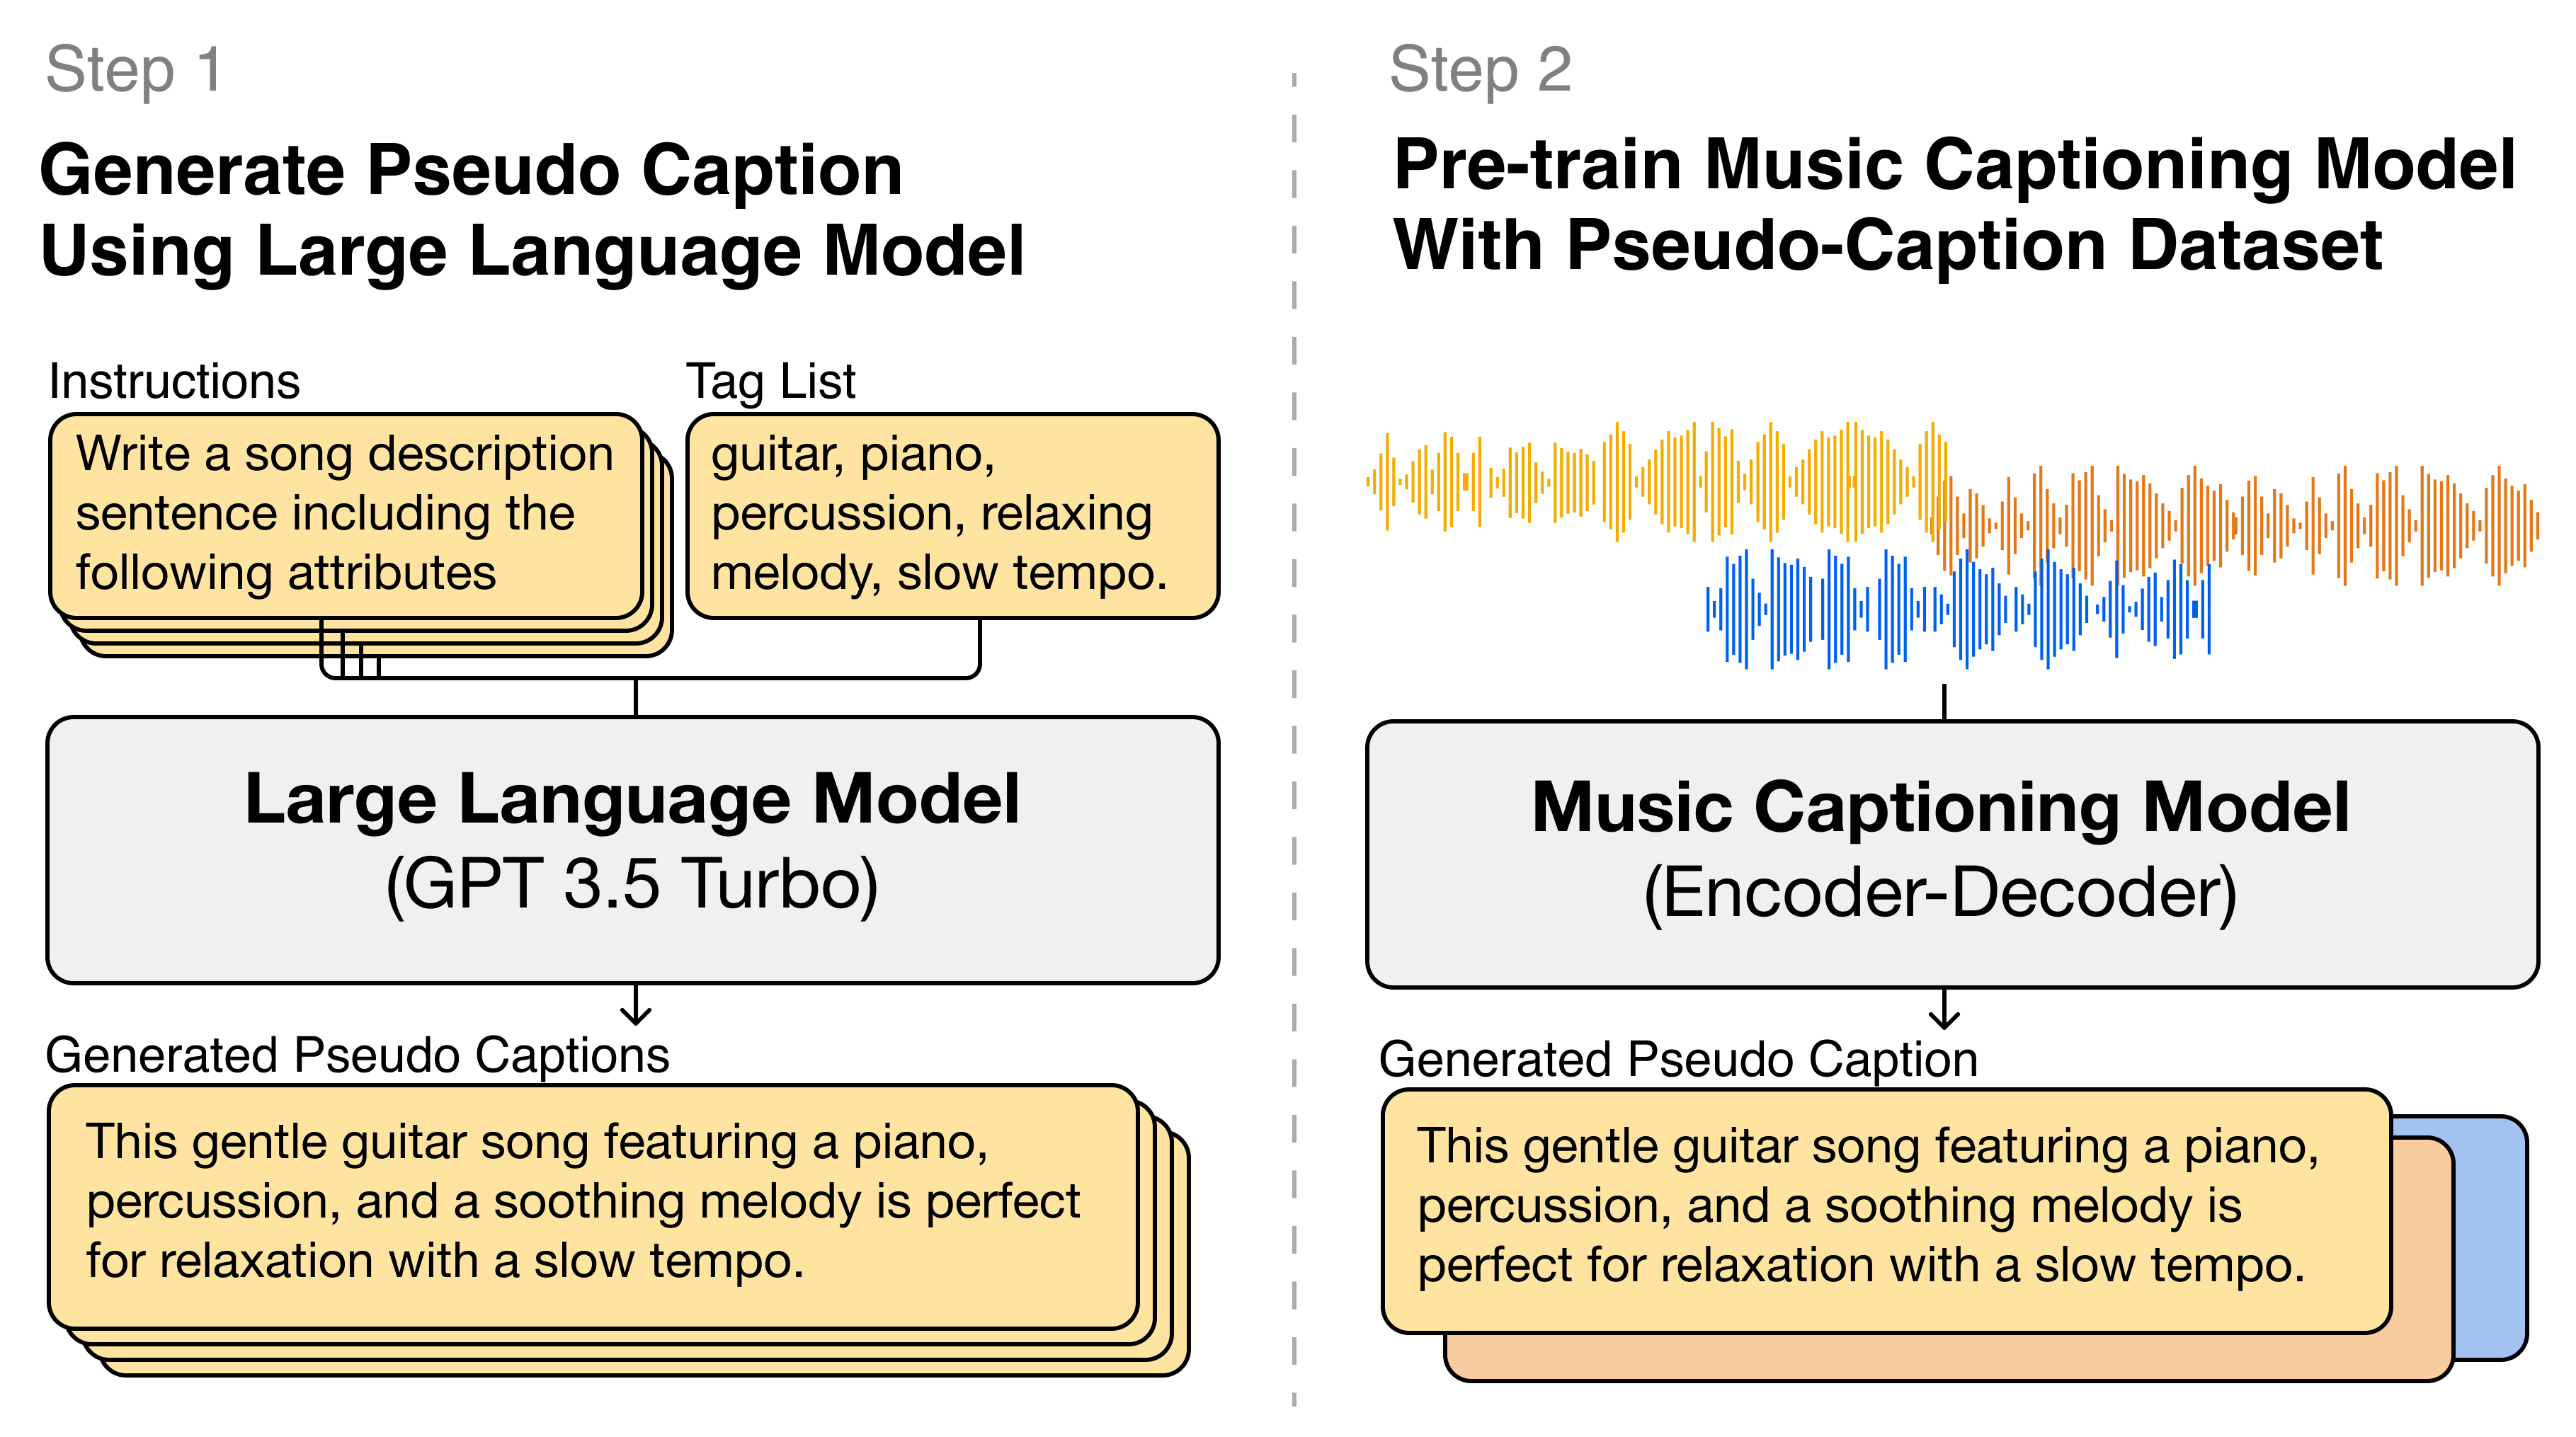 Step 1
Generate Pseudo Caption
Using Large Language Model
Instructions
Write a song description
sentence including the
following attributes
Tag List
guitar, piano,
percussion, relaxing
melody, slow tempo.
Large Language Model
(GPT 3.5 Turbo)
Generated Pseudo Captions
This gentle guitar song featuring a piano,
percussion, and a soothing melody is perfect
for relaxation with a slow tempo.
Step 2
Pre-train Music Captioning Model
With Pseudo-Caption Dataset
Music Captioning Model
(Encoder-Decoder)
Generated Pseudo Caption
This gentle guitar song featuring a piano,
percussion, and a soothing melody is
perfect for relaxation with a slow tempo.